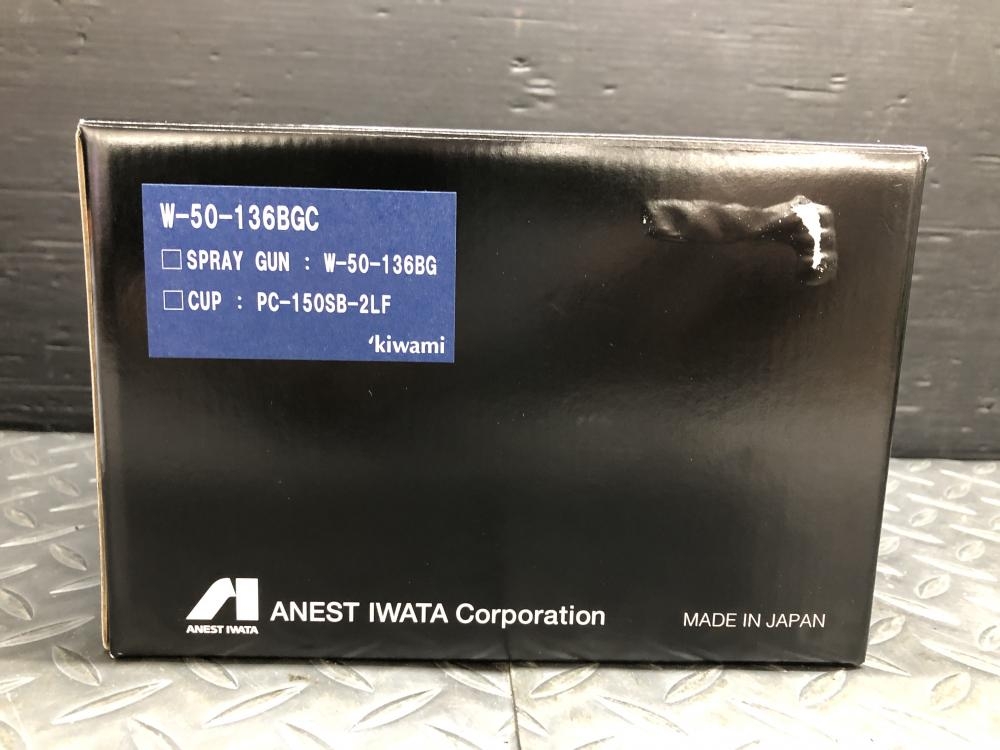 W-50-136BGC
□SPRAY GUN : W-50-136BG
□CUP : PC-150SB-2LF
'kiwami
ANEST IWATA
ANEST IWATA Corporation
MADE IN JAPAN